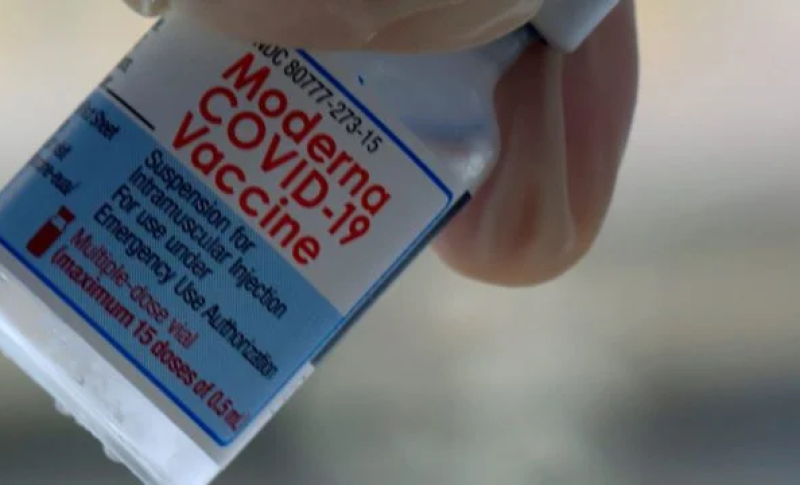 NDC 80777-273-15
Moderna
COVID-19
Vaccine
Suspension for
Intramuscular Injection
For use under
Emergency Use Authorization
Multiple-dose vial
(maximum 15 doses of 0.5 mL
Sheet